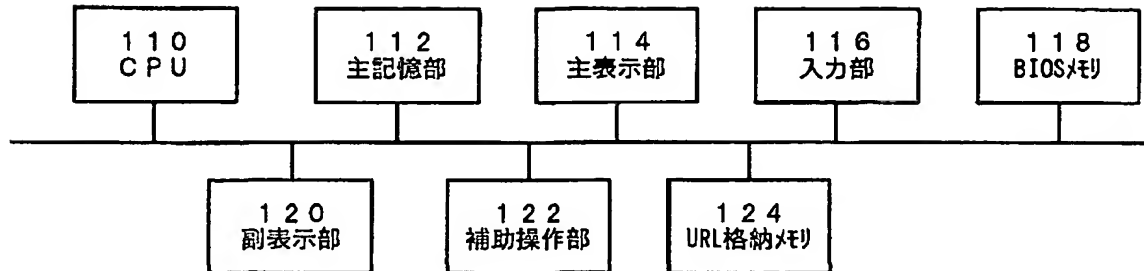 110
CPU
112
主記憶部
114
主表示部
116
入力部
118
BIOSメモリ
120
副表示部
122
補助操作部
124
URL格納メモリ